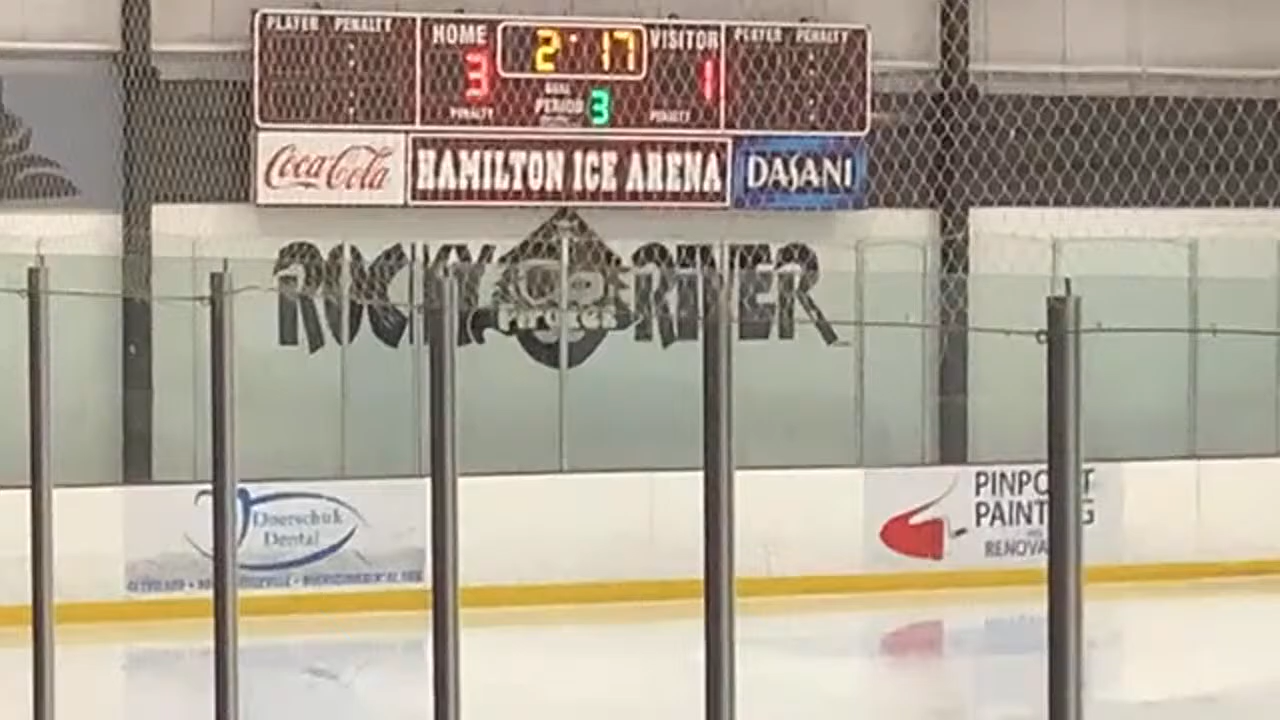 PLAYER PENALTY
HOME
2:17
VISITOR
PLAYER PENALTY
3
1
PERIOD 3
PENALTY
PENALTY
Coca-Cola
HAMILTON ICE ARENA
DASANI
ROCKY RIVER
Pirates
Doerschuk
Dental
PINPOINT
PAINTING
RENOVA